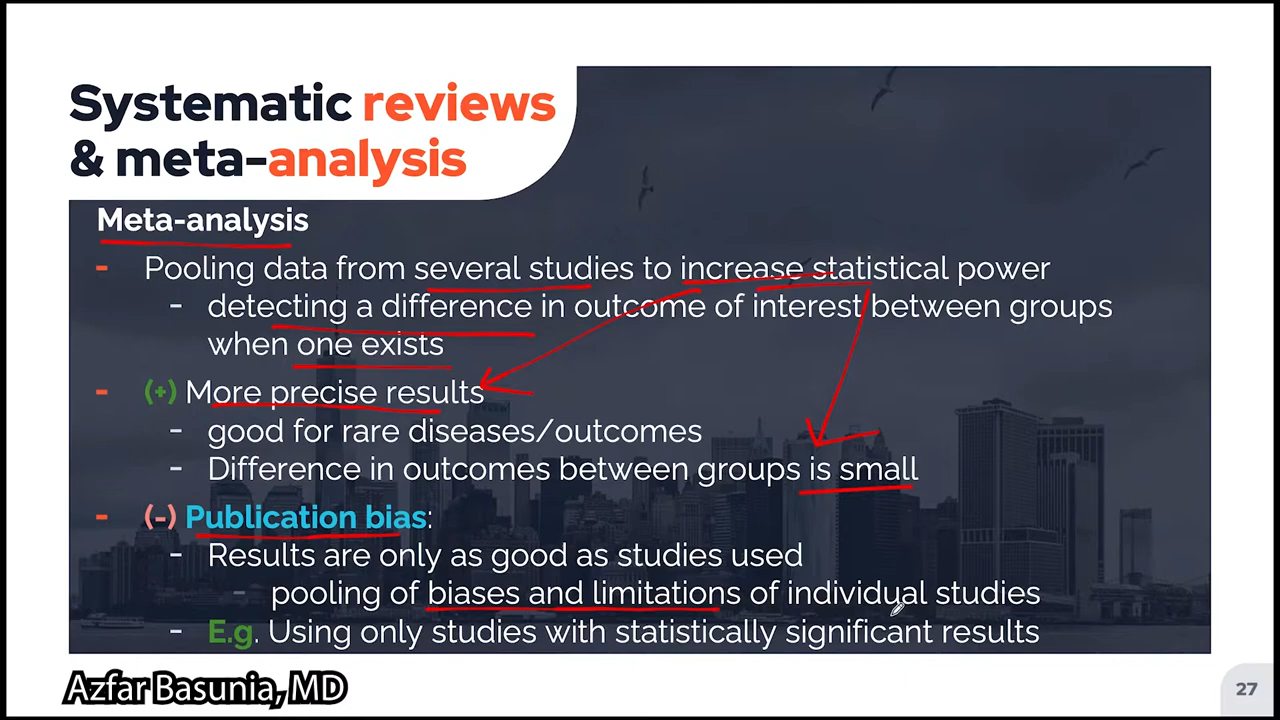 Systematic reviews
& meta-analysis
Meta-analysis
- Pooling data from several studies to increase statistical power
- detecting a difference in outcome of interest between groups
when one exists
- (+) More precise results
- good for rare diseases/outcomes
- Difference in outcomes between groups is small
- (-) Publication bias:
- Results are only as good as studies used
- pooling of biases and limitations of individual studies
- E.g. Using only studies with statistically significant results
Azfar Basunia, MD
27